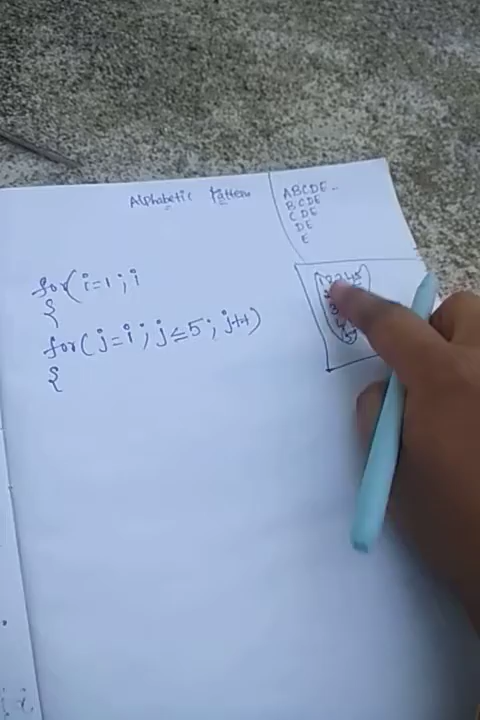 Alphabetic Pattern
ABCDE..
BCDE
CDE
DE
E
for(i=1;i
{
for(j=i;j≤5;j++)
{